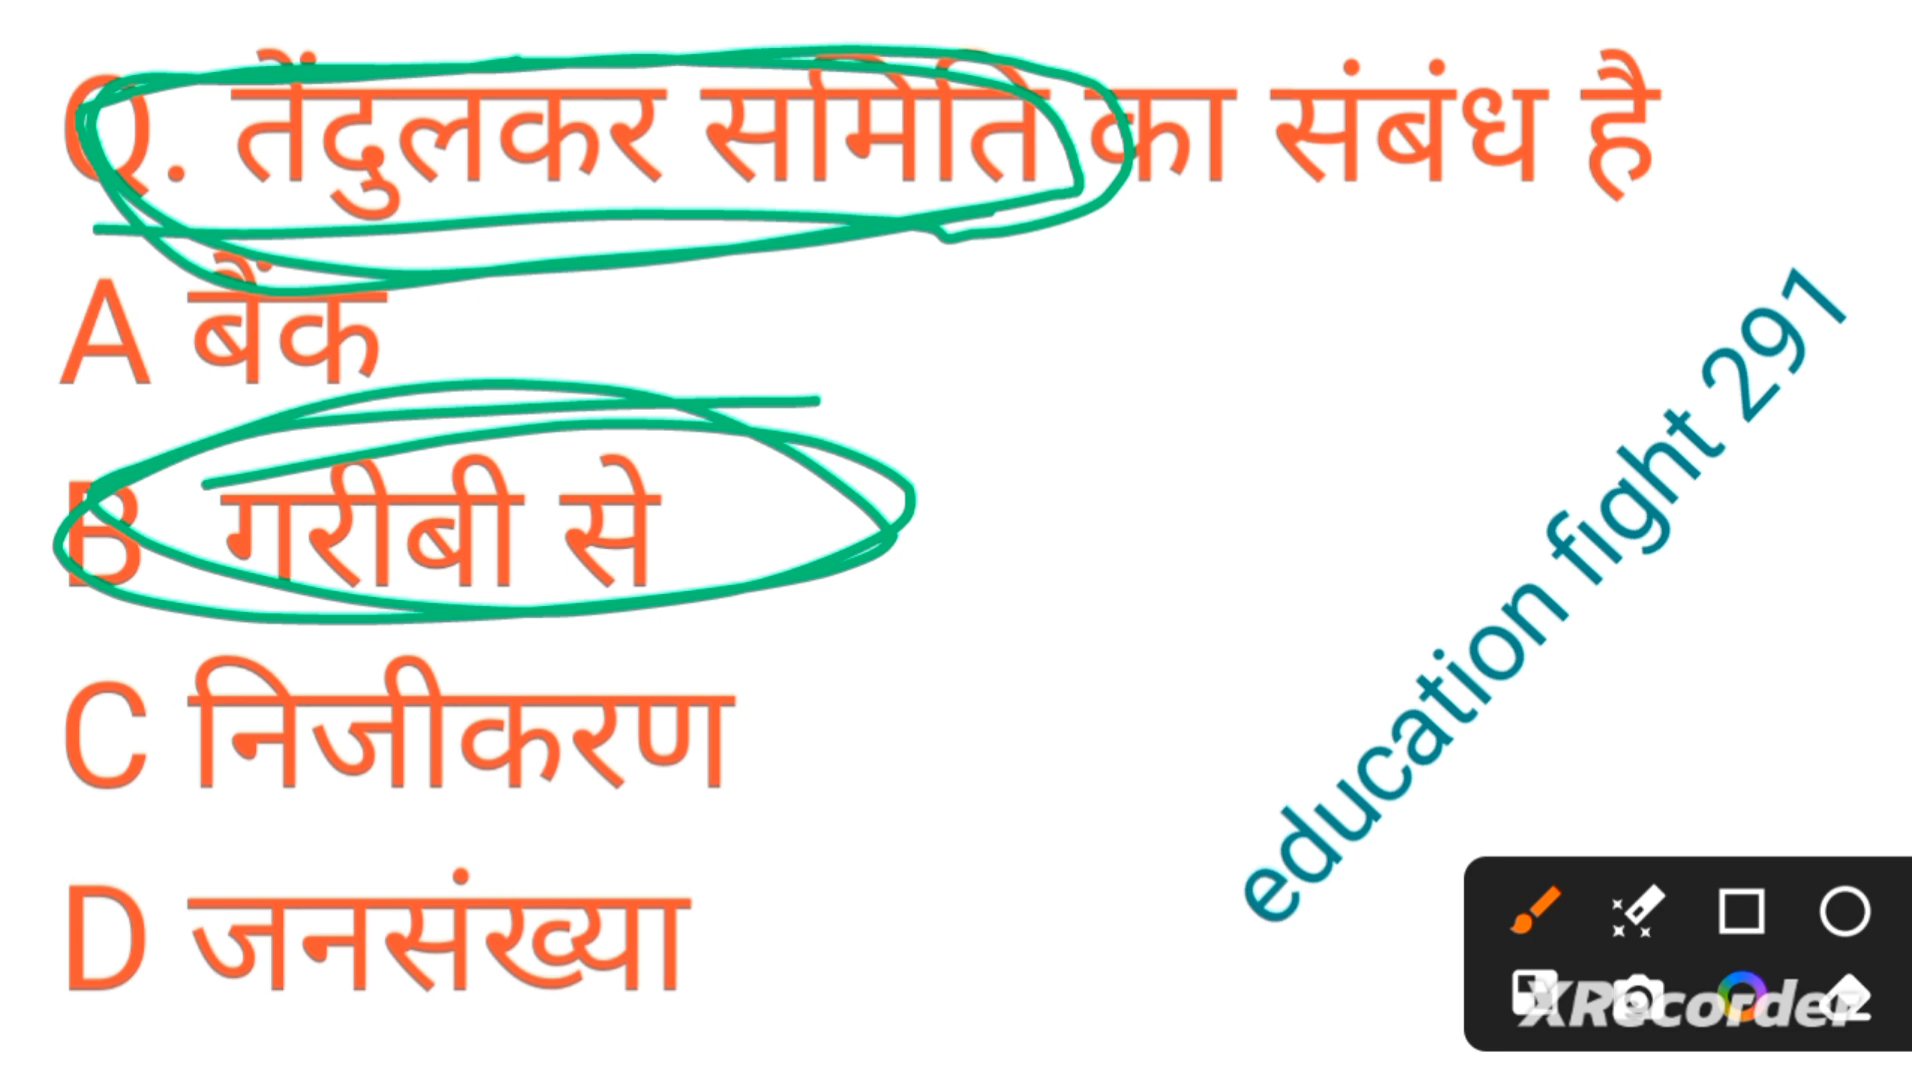 Q. तेंदुलकर समिति का संबंध है
A बैंक
B गरीबी से
C निजीकरण
D जनसंख्या
education fight 291
XRecorder